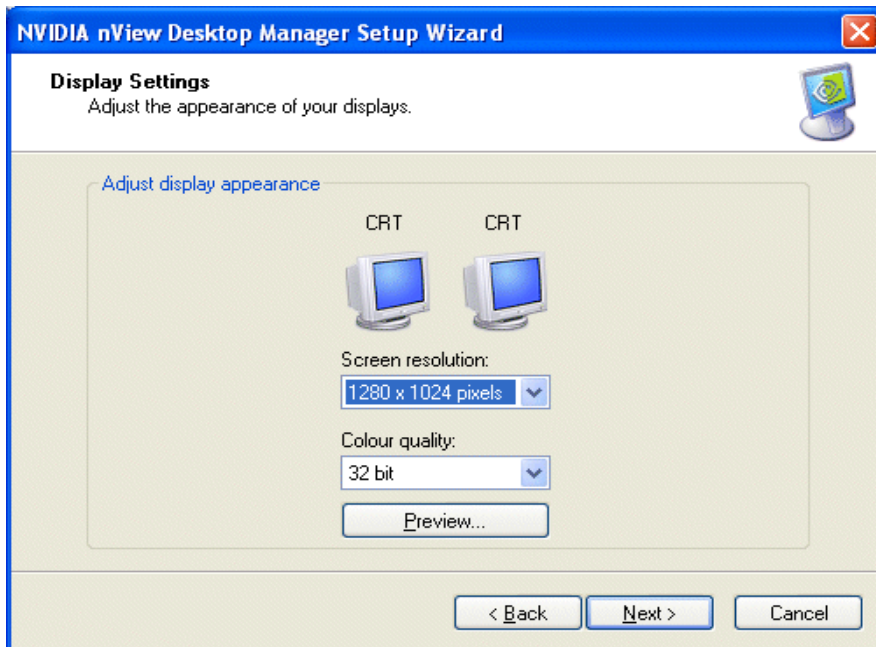 NVIDIA nView Desktop Manager Setup Wizard
Display Settings
Adjust the appearance of your displays.
Adjust display appearance
CRT CRT
Screen resolution:
1280 x 1024 pixels
Colour quality:
32 bit
Preview...
< Back Next > Cancel